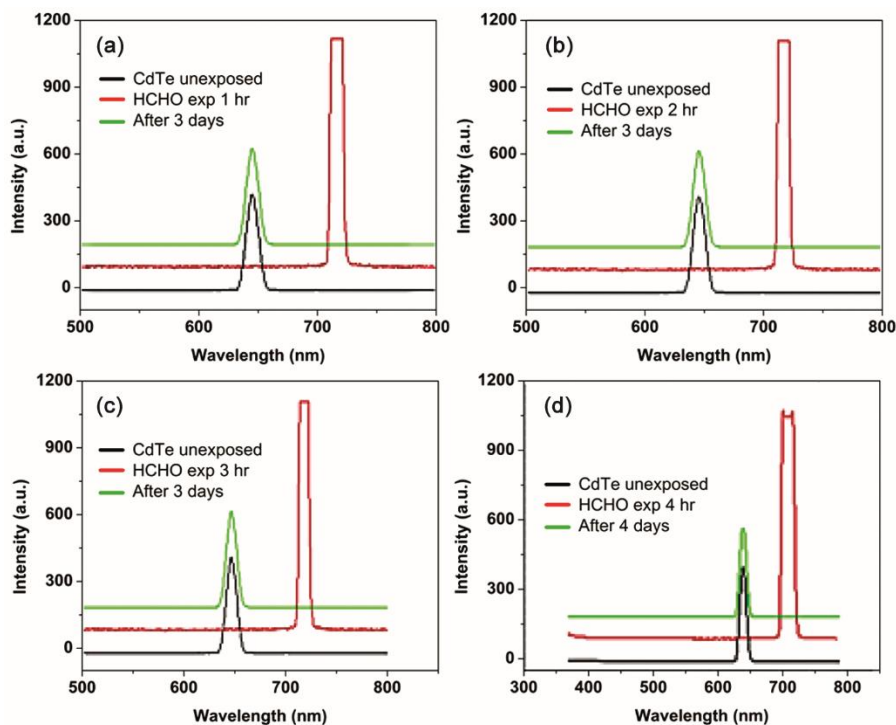 (a)
CdTe unexposed
HCHO exp 1 hr
After 3 days
Intensity (a.u.)
1200
900
600
300
0
500 600 700 800
Wavelength (nm)
(b)
CdTe unexposed
HCHO exp 2 hr
After 3 days
Intensity (a.u.)
1200
900
600
300
0
500 600 700 800
Wavelength (nm)
(c)
CdTe unexposed
HCHO exp 3 hr
After 3 days
Intensity (a.u.)
1200
900
600
300
0
500 600 700 800
Wavelength (nm)
(d)
CdTe unexposed
HCHO exp 4 hr
After 4 days
Intensity (a.u.)
1200
900
600
300
0
300 400 500 600 700 800
Wavelength (nm)